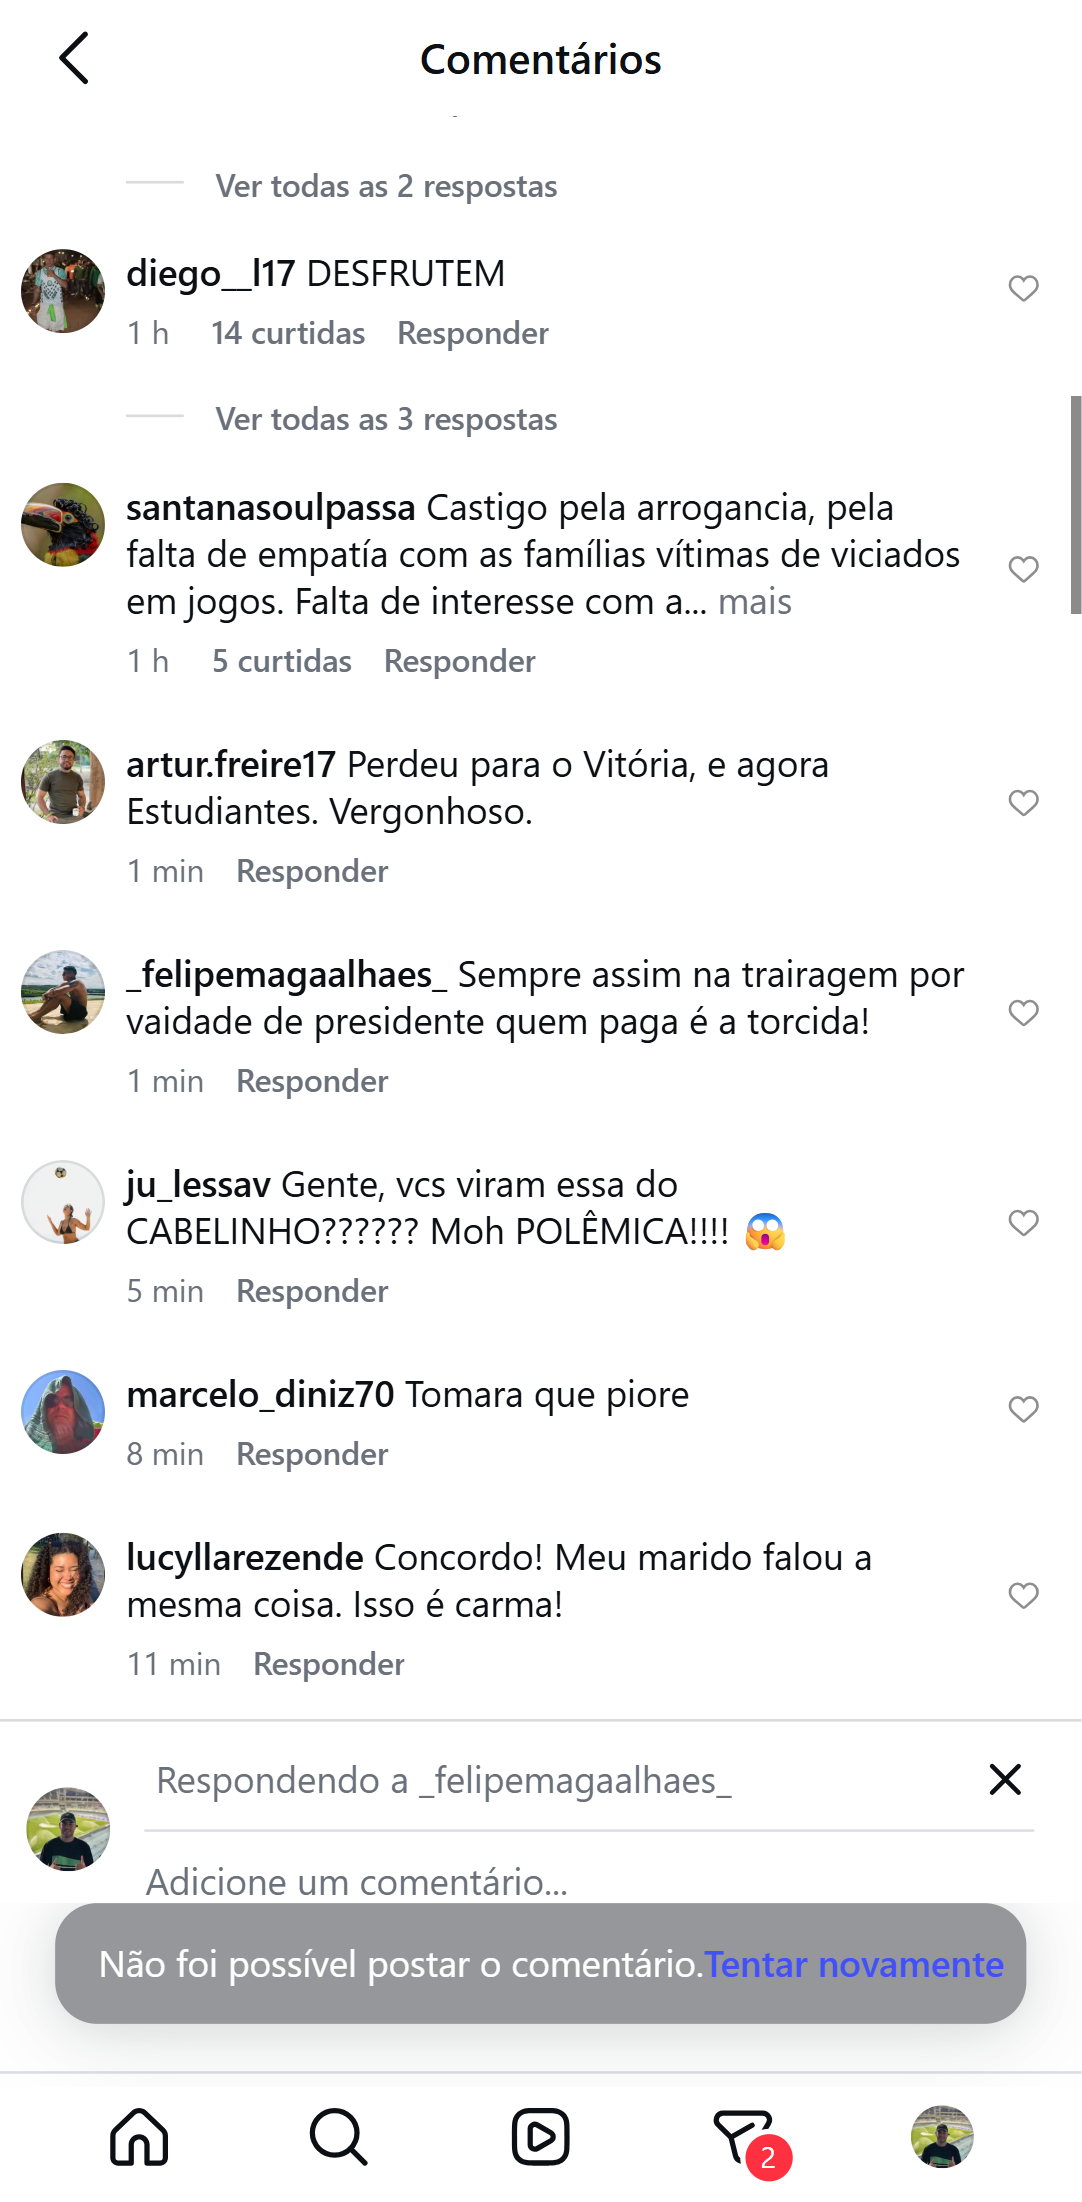 Comentários
Ver todas as 2 respostas
diego__l17 DESFRUTEM
1 h 14 curtidas Responder
Ver todas as 3 respostas
santanasoulpassa Castigo pela arrogancia, pela
falta de empatía com as famílias vítimas de viciados
em jogos. Falta de interesse com a... mais
1 h 5 curtidas Responder
artur.freire17 Perdeu para o Vitória, e agora
Estudiantes. Vergonhoso.
1 min Responder
_felipemagaalhaes_ Sempre assim na trairagem por
vaidade de presidente quem paga é a torcida!
1 min Responder
ju_lessav Gente, vcs viram essa do
CABELINHO?????? Moh POLÊMICA!!!! 😱
5 min Responder
marcelo_diniz70 Tomara que piore
8 min Responder
lucyllarezende Concordo! Meu marido falou a
mesma coisa. Isso é carma!
11 min Responder
Respondendo a _felipemagaalhaes_
Adicione um comentário...
Não foi possível postar o comentário.Tentar novamente
2